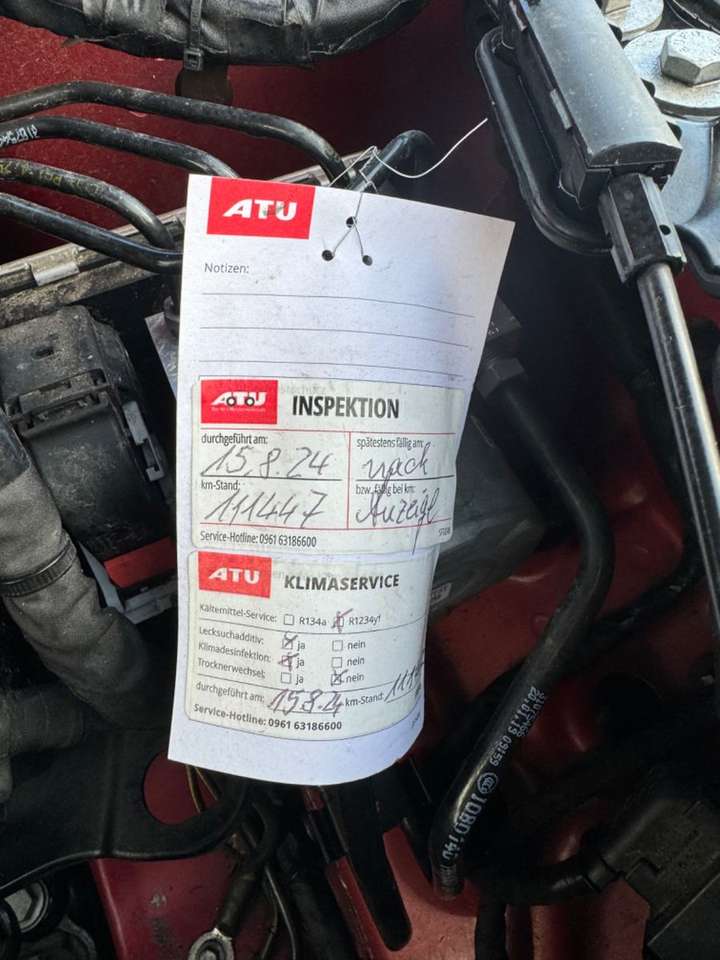 ATU
Notizen:
ATU INSPEKTION
durchgeführt am: spätestens fällig am:
15.8.24 nach
km-Stand: bzw. fällig bei km:
111447 Anzeige
Service-Hotline: 0961 63186600
ATU KLIMASERVICE
Kältemittel-Service: R134a R1234yf
Lecksuchadditiv: ja nein
Klimadesinfektion: ja nein
Trocknerwechsel: ja nein
durchgeführt am: 15.8.24 km-Stand: 1114
Service-Hotline: 0961 63186600